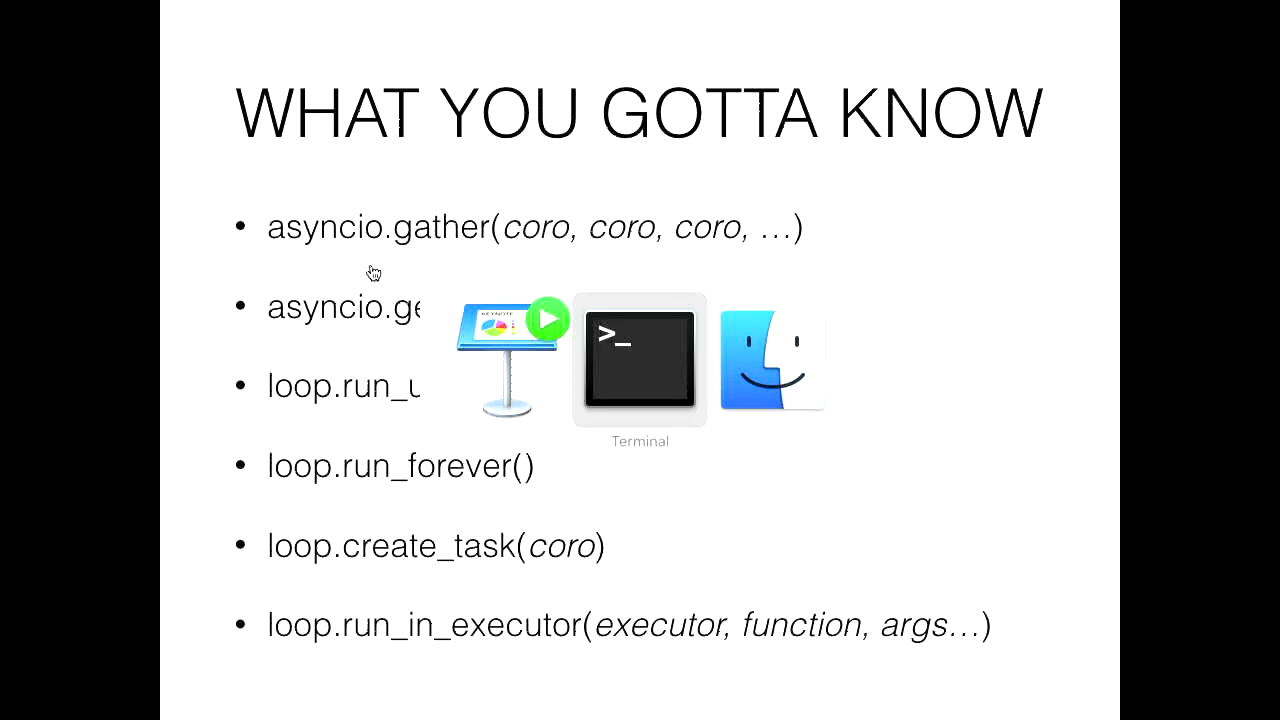 WHAT YOU GOTTA KNOW
• asyncio.gather(coro, coro, coro, …)
• asyncio.ge
• loop.run_u
>_
Terminal
• loop.run_forever()
• loop.create_task(coro)
• loop.run_in_executor(executor, function, args…)